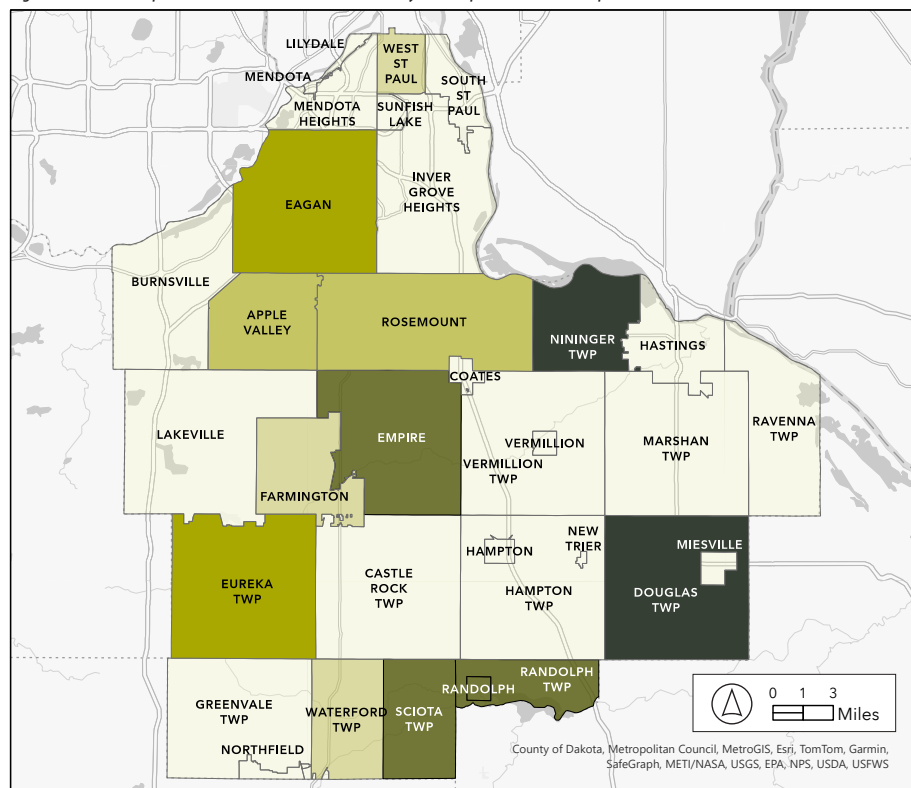 LILYDALE
WEST
ST
PAUL
MENDOTA
SOUTH
ST
PAUL
MENDOTA
HEIGHTS
SUNFISH
LAKE
INVER
GROVE
HEIGHTS
EAGAN
BURNSVILLE
APPLE
VALLEY
ROSEMOUNT
NININGER
TWP
HASTINGS
COATES
LAKEVILLE
EMPIRE
VERMILLION
VERMILLION
TWP
MARSHAN
TWP
RAVENNA
TWP
FARMINGTON
EUREKA
TWP
CASTLE
ROCK
TWP
HAMPTON
NEW
TRIER
HAMPTON
TWP
MIESVILLE
DOUGLAS
TWP
GREENVALE
TWP
NORTHFIELD
WATERFORD
TWP
SCIOTA
TWP
RANDOLPH
RANDOLPH
TWP
0 1 3
Miles
County of Dakota, Metropolitan Council, MetroGIS, Esri, TomTom, Garmin,
SafeGraph, METI/NASA, USGS, EPA, NPS, USDA, USFWS